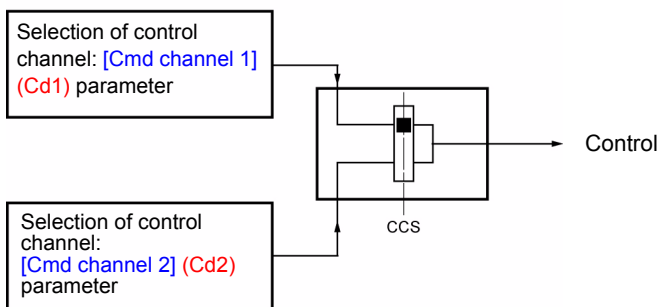 Selection of control
channel: [Cmd channel 1]
(Cd1) parameter
Control
CCS
Selection of control
channel:
[Cmd channel 2] (Cd2)
parameter